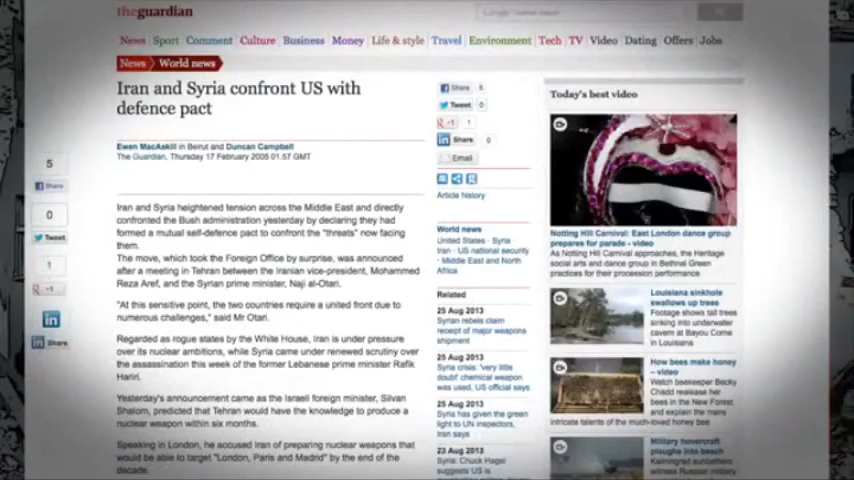 theguardian
News Sport Comment Culture Business Money Life & style Travel Environment Tech TV Video Dating Offers Jobs
News World news
Iran and Syria confront US with
defence pact
Ewen MacAskill in Beirut and Duncan Campbell
The Guardian, Thursday 17 February 2005 01.57 GMT
5
Share
0
Tweet
1
+1
in
in Share
Iran and Syria heightened tension across the Middle East and directly
confronted the Bush administration yesterday by declaring they had
formed a mutual self-defence pact to confront the "threats" now facing
them.
The move, which took the Foreign Office by surprise, was announced
after a meeting in Tehran between the Iranian vice-president, Mohammed
Reza Aref, and the Syrian prime minister, Naji al-Otari.
"At this sensitive point, the two countries require a united front due to
numerous challenges," said Mr Otari.
Regarded as rogue states by the White House, Iran is under pressure
over its nuclear ambitions, while Syria came under renewed scrutiny over
the assassination this week of the former Lebanese prime minister Rafik
Hariri.
Yesterday's announcement came as the Israeli foreign minister, Silvan
Shalom, predicted that Tehran would have the knowledge to produce a
nuclear weapon within six months.
Speaking in London, he accused Iran of preparing nuclear weapons that
would be able to target "London, Paris and Madrid" by the end of the
decade.
Share 5
Tweet 0
+1 1
in Share 0
Email
Article history
World news
United States · Syria
Iran · US national security
· Middle East and North
Africa
Related
25 Aug 2013
Syrian rebels claim
receipt of major weapons
shipment
25 Aug 2013
Syria crisis: 'very little
doubt' chemical weapon
was used, US official says
25 Aug 2013
Syria has given the green
light to UN inspectors,
Iran says
23 Aug 2013
Syria: Chuck Hagel
suggests US is
Today's best video
Notting Hill Carnival: East London dance group
prepares for parade - video
As Notting Hill Carnival approaches, the Heritage
social arts and dance group in Bethnal Green
practices for their procession performance
Louisiana sinkhole
swallows up trees
Footage shows tall trees
sinking into underwater
cavern at Bayou Corne
in Louisiana
How bees make honey
– video
Watch beekeeper Becky
Chadd realease her
bees in the New Forest
and explain the many
intricate talents of the much-loved honey bee
Military hovercraft
ploughs into beach
Kaliningrad sunbathers
witness Russian military